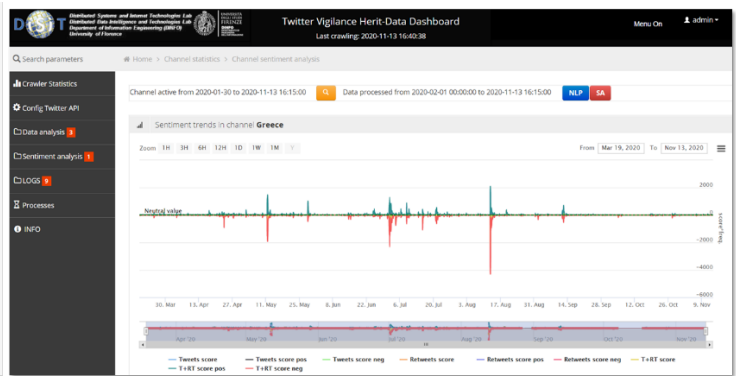 DISIT
Distributed Systems and Internet Technologies Lab
Distributed Data Intelligence and Technologies Lab
Department of Information Engineering (DINFO)
University of Florence
UNIVERSITÀ
DEGLI STUDI
FIRENZE
Twitter Vigilance Herit-Data Dashboard
Last crawling: 2020-11-13 16:40:38
Menu On
admin
Search parameters
Home > Channel statistics > Channel sentiment analysis
Crawler Statistics
Config Twitter API
Data analysis 3
Sentiment analysis 1
LOGS 9
Processes
INFO
Channel active from 2020-01-30 to 2020-11-13 16:15:00
Data processed from 2020-02-01 00:00:00 to 2020-11-13 16:15:00
NLP SA
Sentiment trends in channel Greece
Zoom 1H 3H 6H 12H 1D 1W 1M Y
From Mar 19, 2020 To Nov 13, 2020
2000
Neutral value
0
-2000
-4000
-6000
score*freq.
30. Mar 13. Apr 27. Apr 11. May 25. May 8. Jun 22. Jun 6. Jul 20. Jul 3. Aug 17. Aug 31. Aug 14. Sep 28. Sep 12. Oct 26. Oct 9. Nov
Apr '20 May '20 Jun '20 Jul '20 Aug '20 Sep '20 Oct '20 Nov '20
Tweets score Tweets score pos Tweets score neg Retweets score Retweets score pos Retweets score neg T+RT score
T+RT score pos T+RT score neg